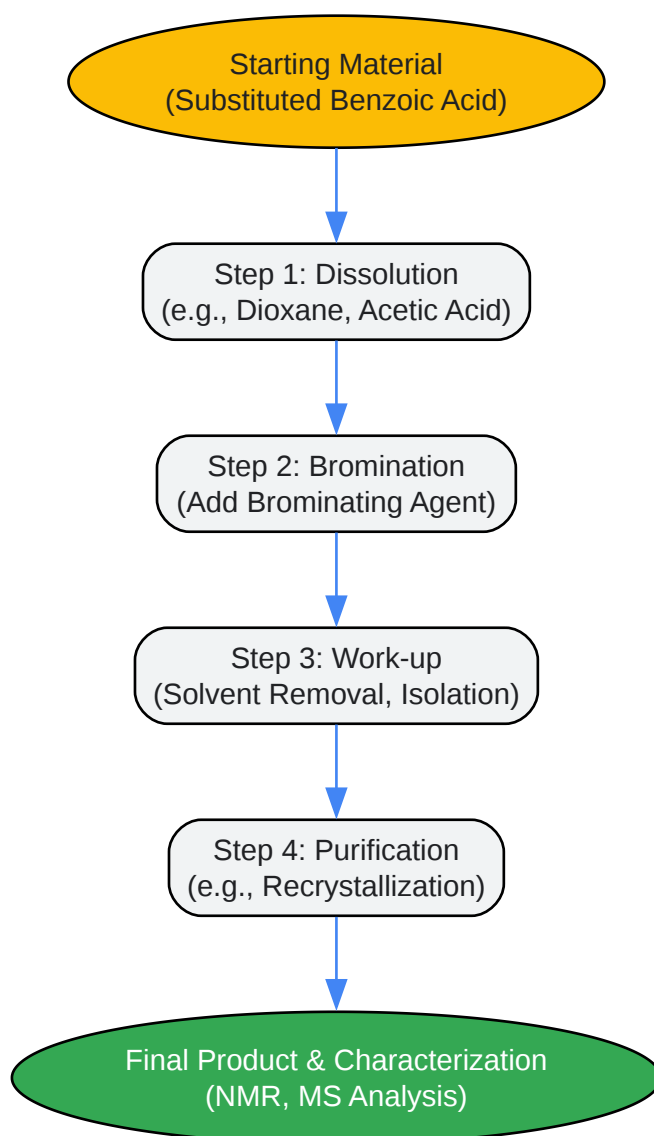 Starting Material
(Substituted Benzoic Acid)
Step 1: Dissolution
(e.g., Dioxane, Acetic Acid)
Step 2: Bromination
(Add Brominating Agent)
Step 3: Work-up
(Solvent Removal, Isolation)
Step 4: Purification
(e.g., Recrystallization)
Final Product & Characterization
(NMR, MS Analysis)